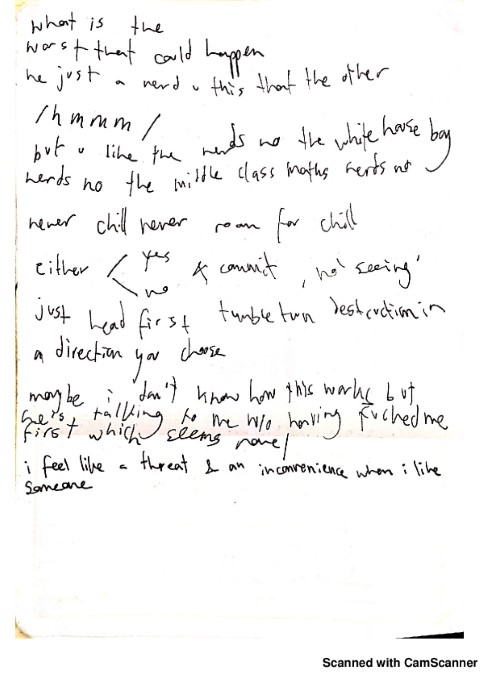 what is the
worst that could happen
he just a nerd u this that the other
/hmmm/
but u like the nerds no the white house boy
nerds no the middle class maths nerds no
never chill never room for chill
either yes & commit, 'no seeing'
no
just head first tumble turn destruction in
a direction you choose
maybe i don't know how this works but
he's talking to me w/o having fucked me
first which seems novel
i feel like a threat & an inconvenience when i like
someone
Scanned with CamScanner